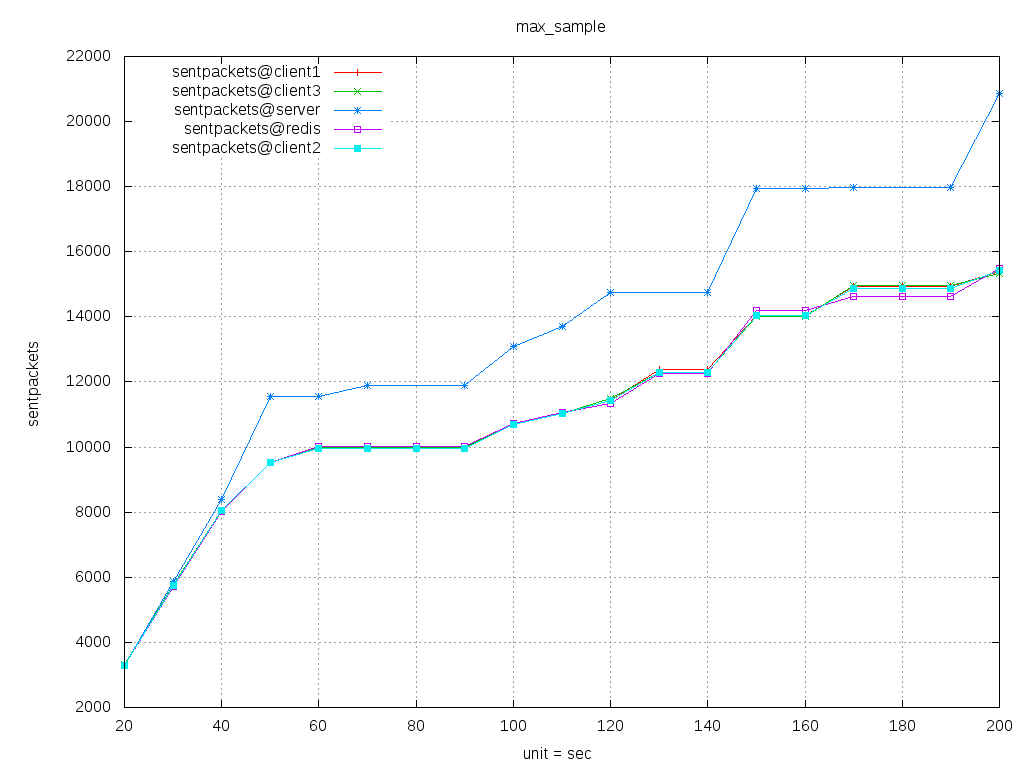 max_sample
22000
20000
18000
16000
14000
12000
10000
8000
6000
4000
2000
sentpackets
sentpackets@client1
sentpackets@client3
sentpackets@server
sentpackets@redis
sentpackets@client2
20 40 60 80 100 120 140 160 180 200
unit = sec